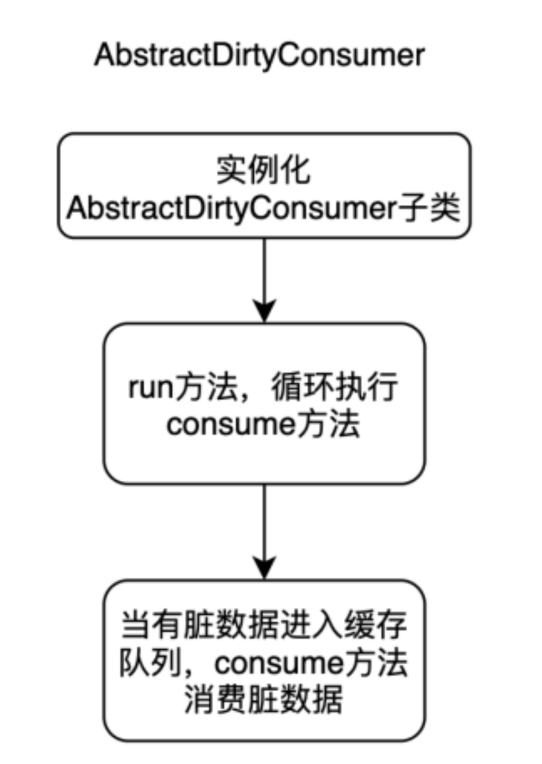 AbstractDirtyConsumer
实例化
AbstractDirtyConsumer子类
run方法，循环执行
consume方法
当有脏数据进入缓存
队列，consume方法
消费脏数据